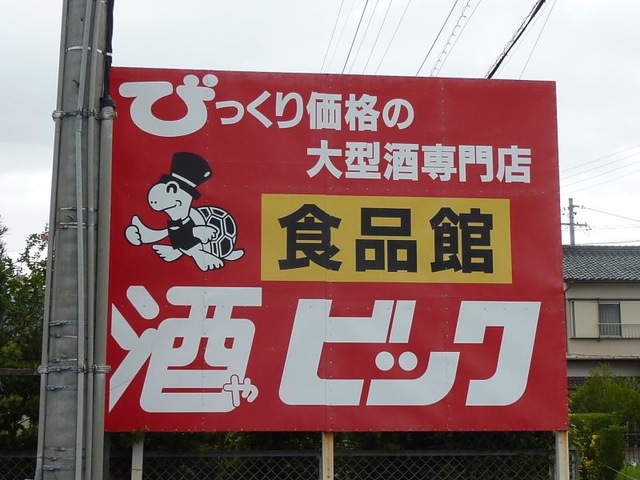 びっくり価格の
大型酒専門店
食品館
酒やビック